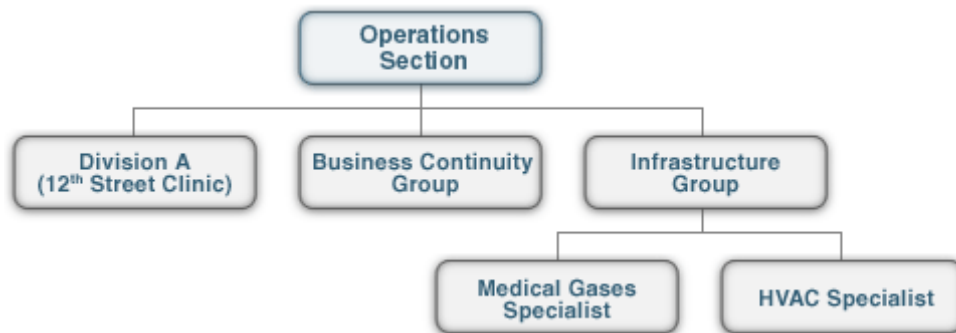 Operations
Section
Division A
(12th Street Clinic)
Business Continuity
Group
Infrastructure
Group
Medical Gases
Specialist
HVAC Specialist